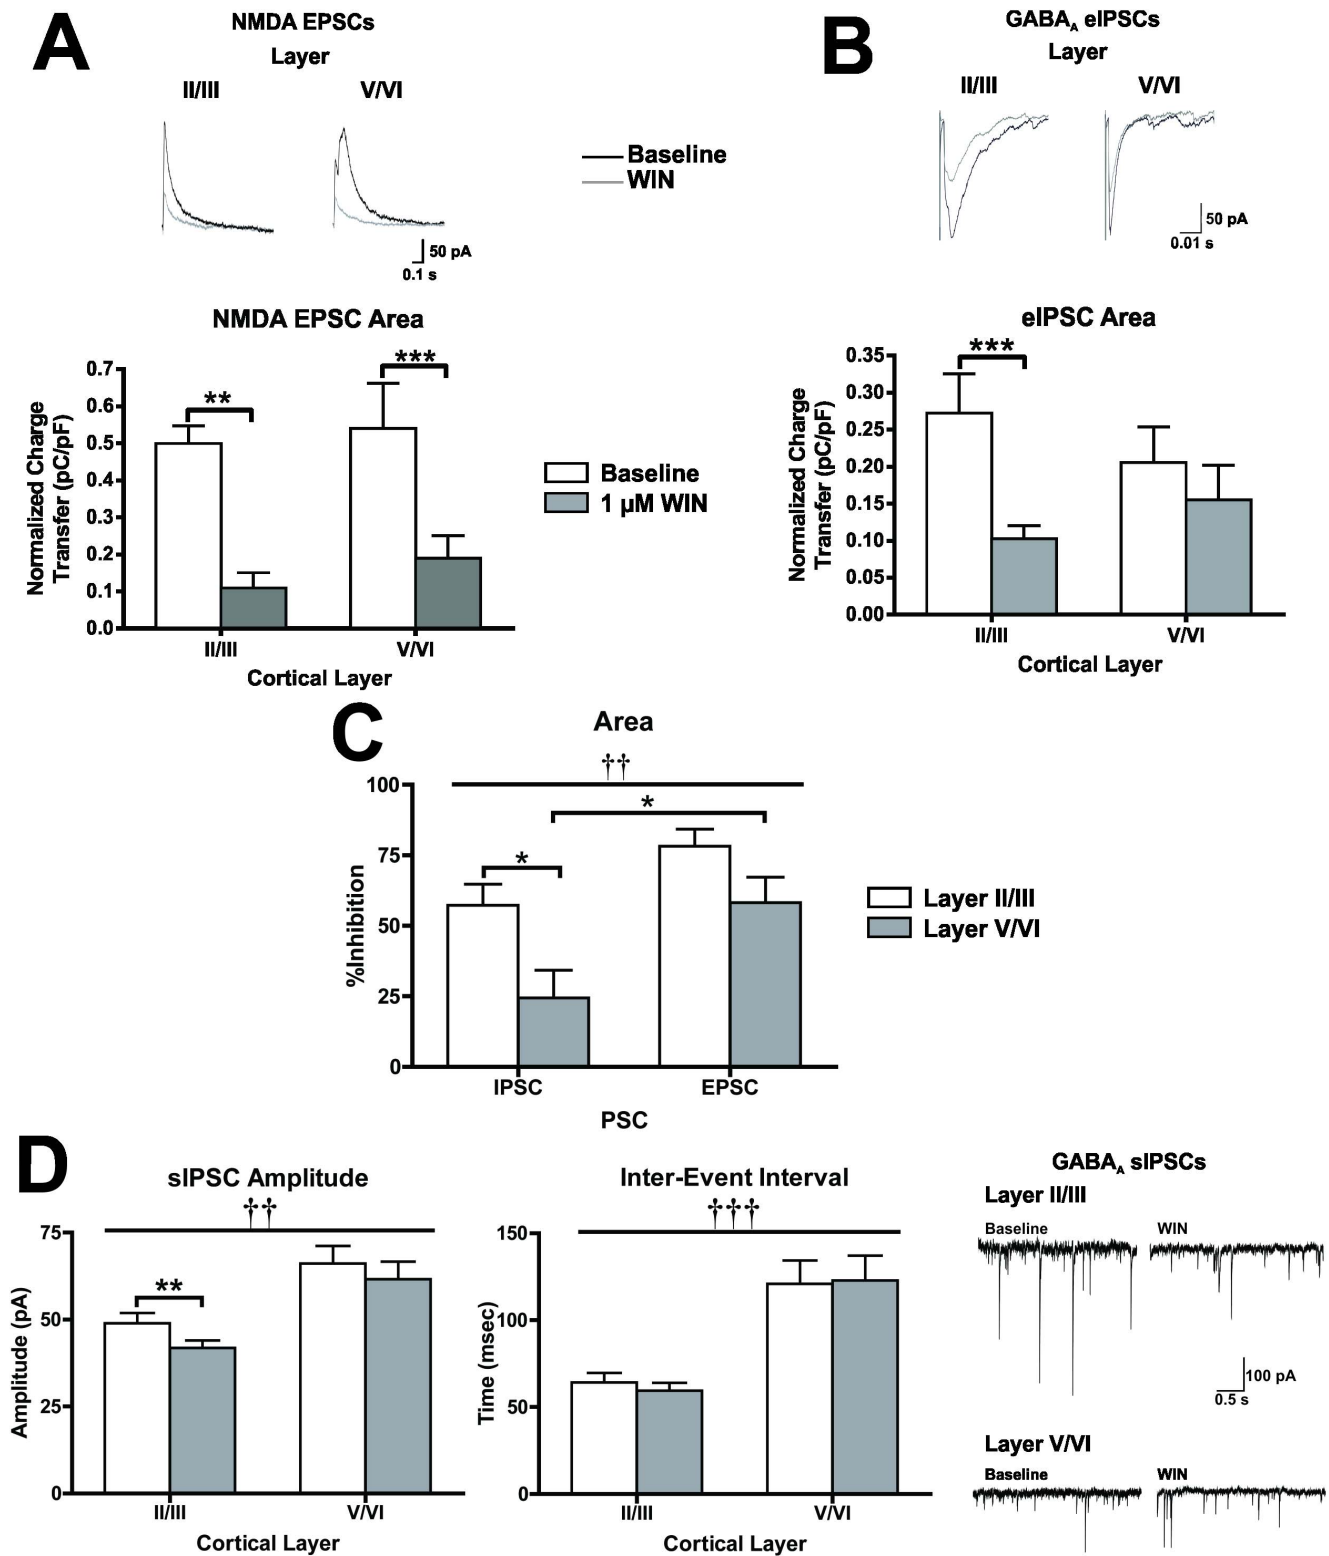 A
NMDA EPSCs
Layer
II/III
V/VI
50 pA
0.1 s
Baseline
WIN
B
GABAA eIPSCs
Layer
II/III
V/VI
50 pA
0.01 s
NMDA EPSC Area
Normalized Charge
Transfer (pC/pF)
0.7
0.6
0.5
0.4
0.3
0.2
0.1
0.0
**
***
II/III
V/VI
Cortical Layer
Baseline
1 µM WIN
eIPSC Area
Normalized Charge
Transfer (pC/pF)
0.35
0.30
0.25
0.20
0.15
0.10
0.05
0.00
***
II/III
V/VI
Cortical Layer
C
Area
††
*
*
%Inhibition
100
75
50
25
0
IPSC
EPSC
PSC
Layer II/III
Layer V/VI
D
sIPSC Amplitude
††
**
Amplitude (pA)
75
50
25
0
II/III
V/VI
Cortical Layer
Inter-Event Interval
†††
Time (msec)
150
100
50
0
II/III
V/VI
Cortical Layer
GABAA sIPSCs
Layer II/III
Baseline
WIN
100 pA
0.5 s
Layer V/VI
Baseline
WIN